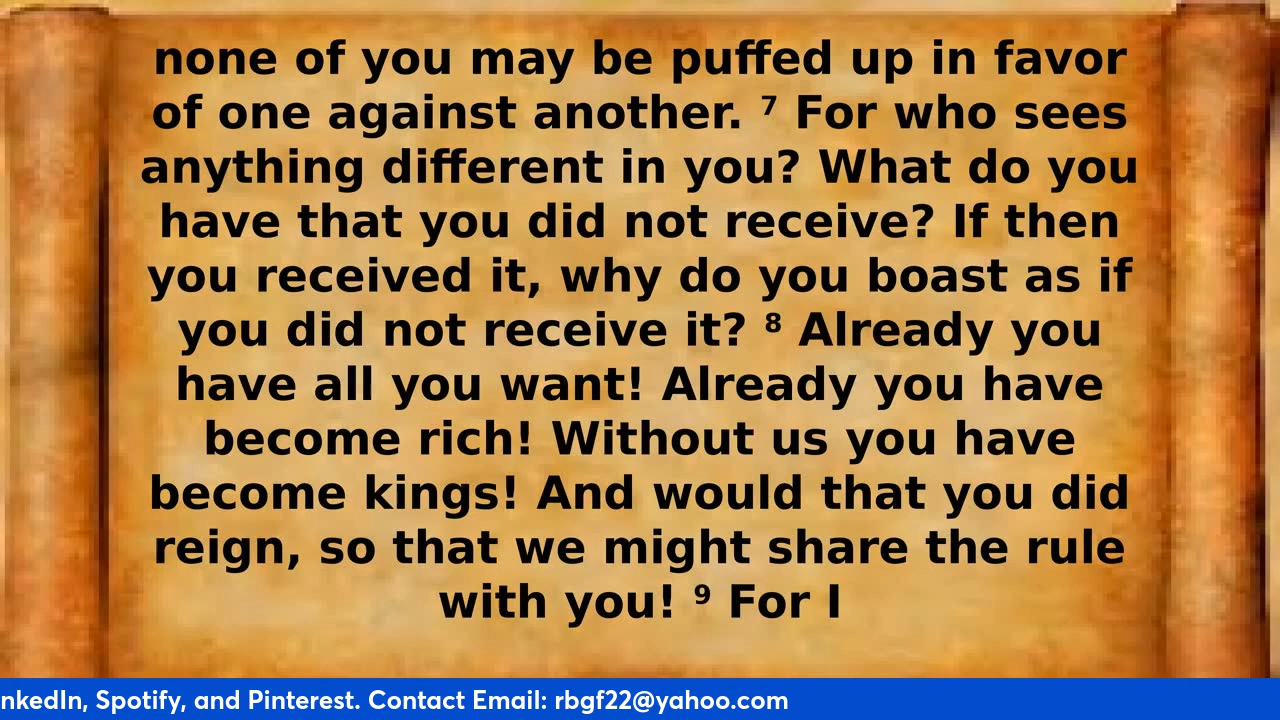 none of you may be puffed up in favor
of one against another. ⁷ For who sees
anything different in you? What do you
have that you did not receive? If then
you received it, why do you boast as if
you did not receive it? ⁸ Already you
have all you want! Already you have
become rich! Without us you have
become kings! And would that you did
reign, so that we might share the rule
with you! ⁹ For I
nkedIn, Spotify, and Pinterest. Contact Email: rbgf22@yahoo.com